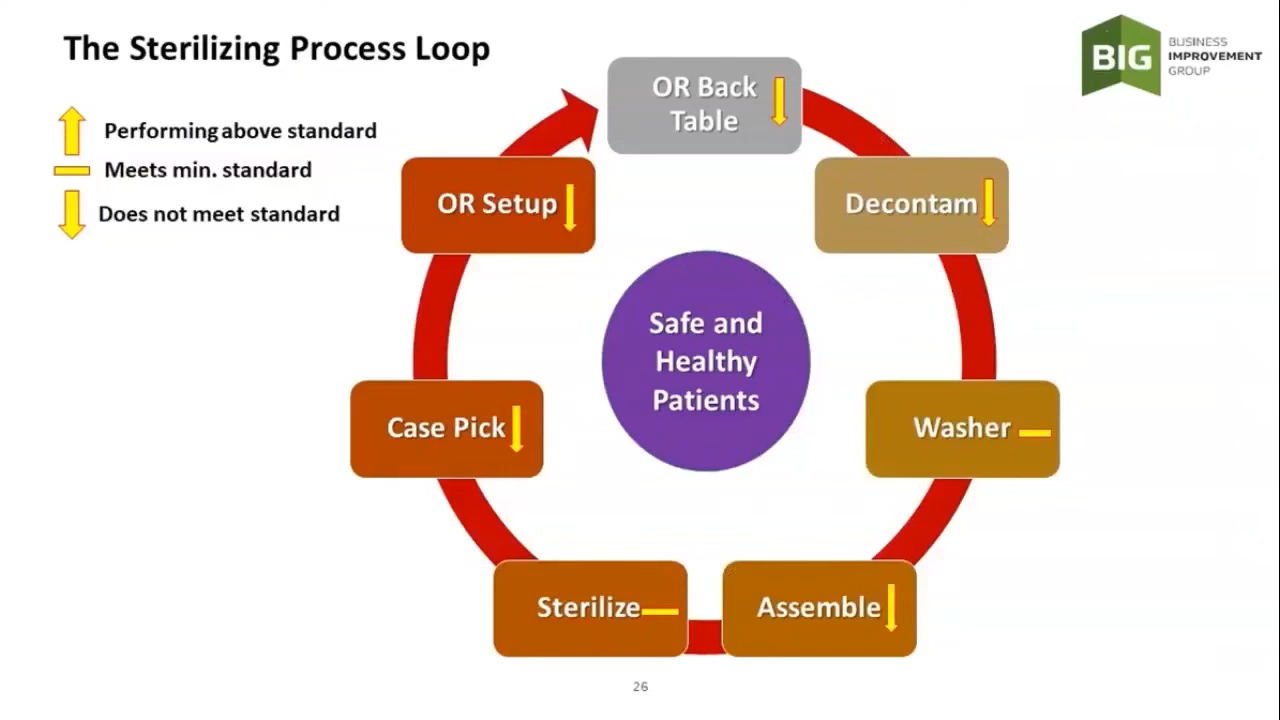 The Sterilizing Process Loop
BIG
BUSINESS
IMPROVEMENT
GROUP
Performing above standard
Meets min. standard
Does not meet standard
OR Back
Table
Decontam
Washer
Assemble
Sterilize
Case Pick
OR Setup
Safe and
Healthy
Patients
26